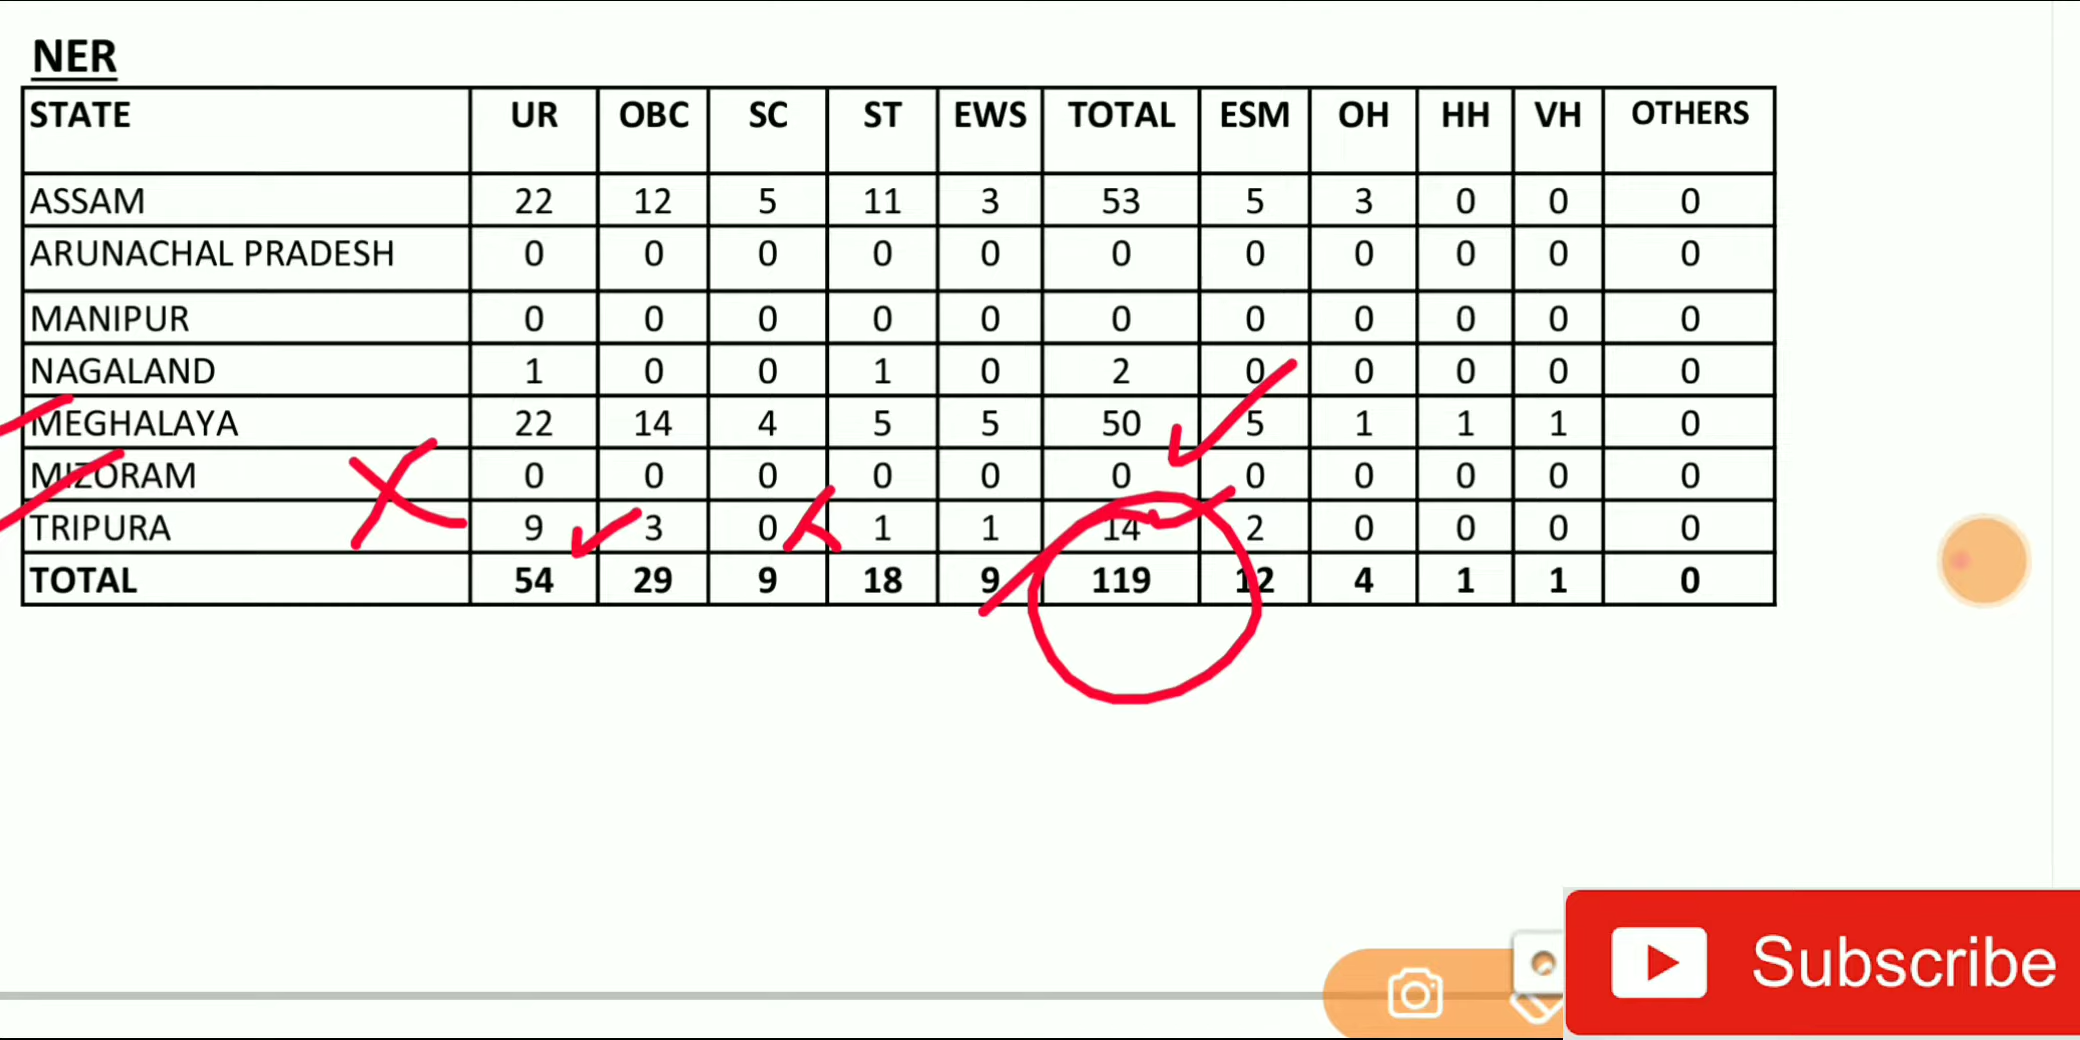 NER
STATE UR OBC SC ST EWS TOTAL ESM OH HH VH OTHERS
ASSAM 22 12 5 11 3 53 5 3 0 0 0
ARUNACHAL PRADESH 0 0 0 0 0 0 0 0 0 0 0
MANIPUR 0 0 0 0 0 0 0 0 0 0 0
NAGALAND 1 0 0 1 0 2 0 0 0 0 0
MEGHALAYA 22 14 4 5 5 50 5 1 1 1 0
MIZORAM 0 0 0 0 0 0 0 0 0 0 0
TRIPURA 9 3 0 1 1 14 2 0 0 0 0
TOTAL 54 29 9 18 9 119 12 4 1 1 0
Subscribe